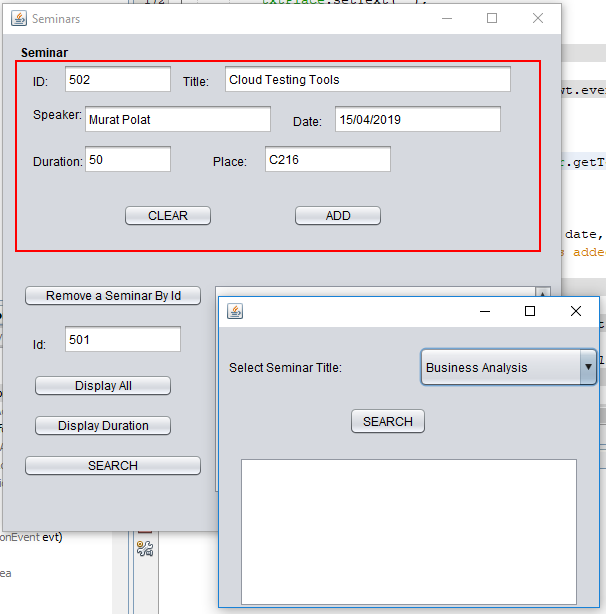 txtPlace.setText(" ");
Seminars
Seminar
ID: 502 Title: Cloud Testing Tools
Speaker: Murat Polat Date: 15/04/2019
Duration: 50 Place: C216
CLEAR ADD
wt.eve
r.getT
date,
s adde
Remove a Seminar By Id
Id: 501
Display All
Display Duration
SEARCH
Select Seminar Title: Business Analysis
SEARCH
onEvent evt)
ea